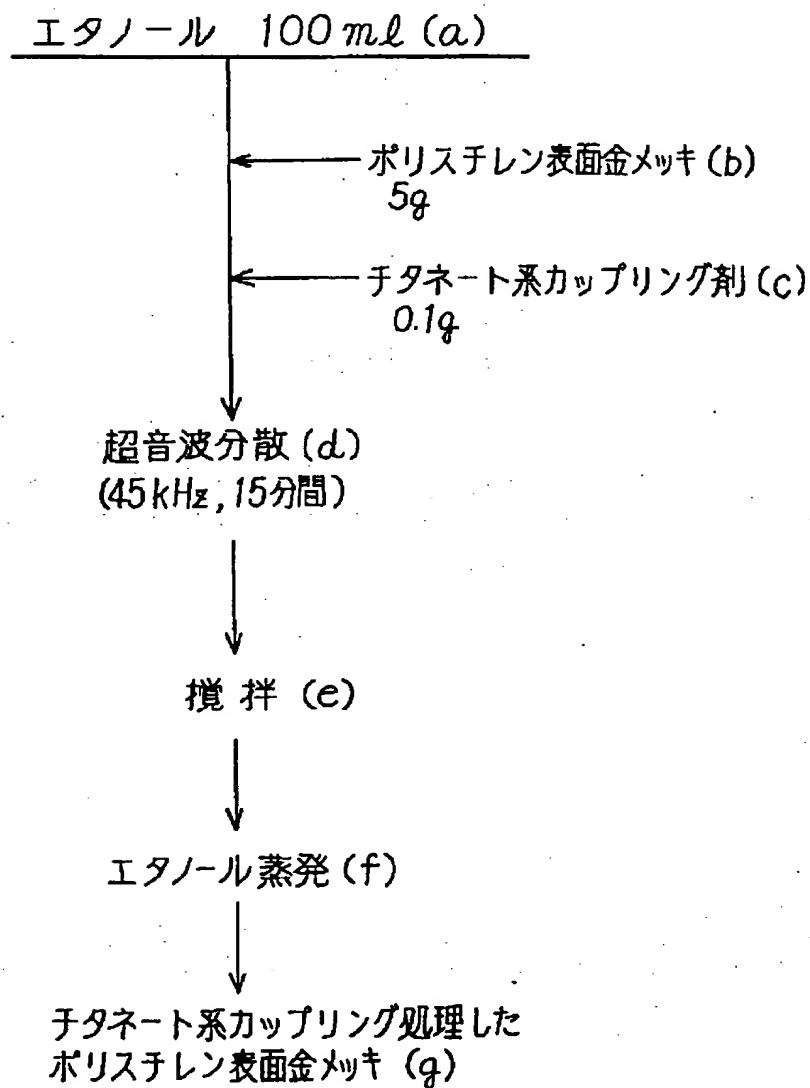 エタノール 100ml (a)
ポリスチレン表面金メッキ (b)
5g
チタネート系カップリング剤 (c)
0.1g
超音波分散 (d)
(45kHz, 15分間)
撹拌 (e)
エタノール蒸発 (f)
チタネート系カップリング処理した
ポリスチレン表面金メッキ (g)